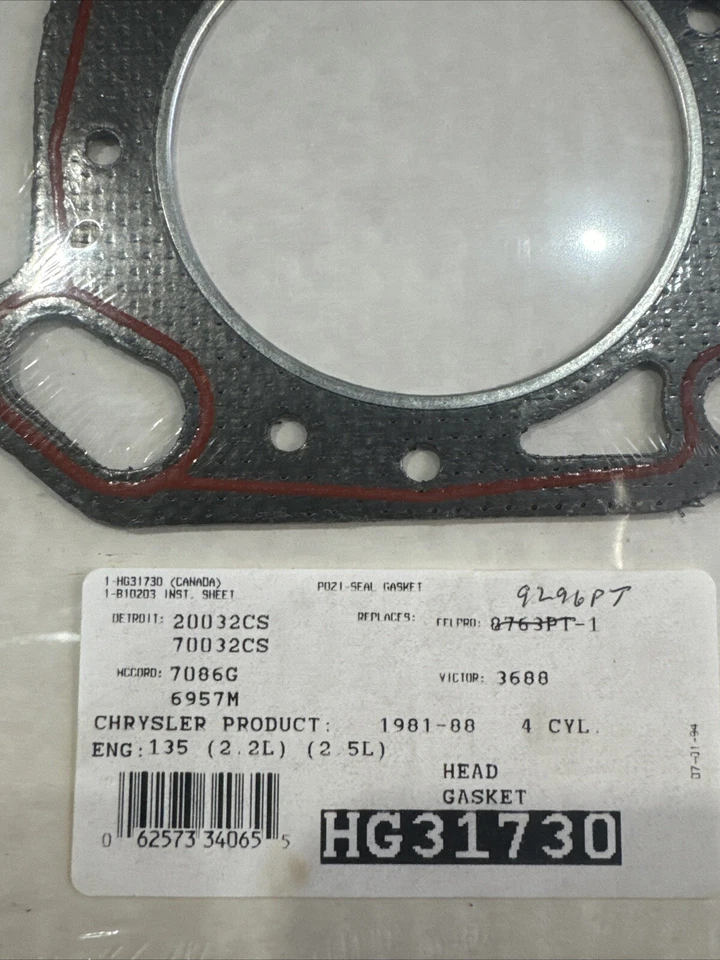 1-HG31730 (CANADA)
1-B10203 INST. SHEET
POZI-SEAL GASKET
9296PT
DETROIT: 20032CS
70032CS
REPLACES: FELPRO: 8763PT-1
MCCORD: 7086G
6957M
VICTOR: 3688
CHRYSLER PRODUCT: 1981-88 4 CYL.
ENG: 135 (2.2L) (2.5L)
07-01-94
HEAD
GASKET
0 62573 34065 5
HG31730